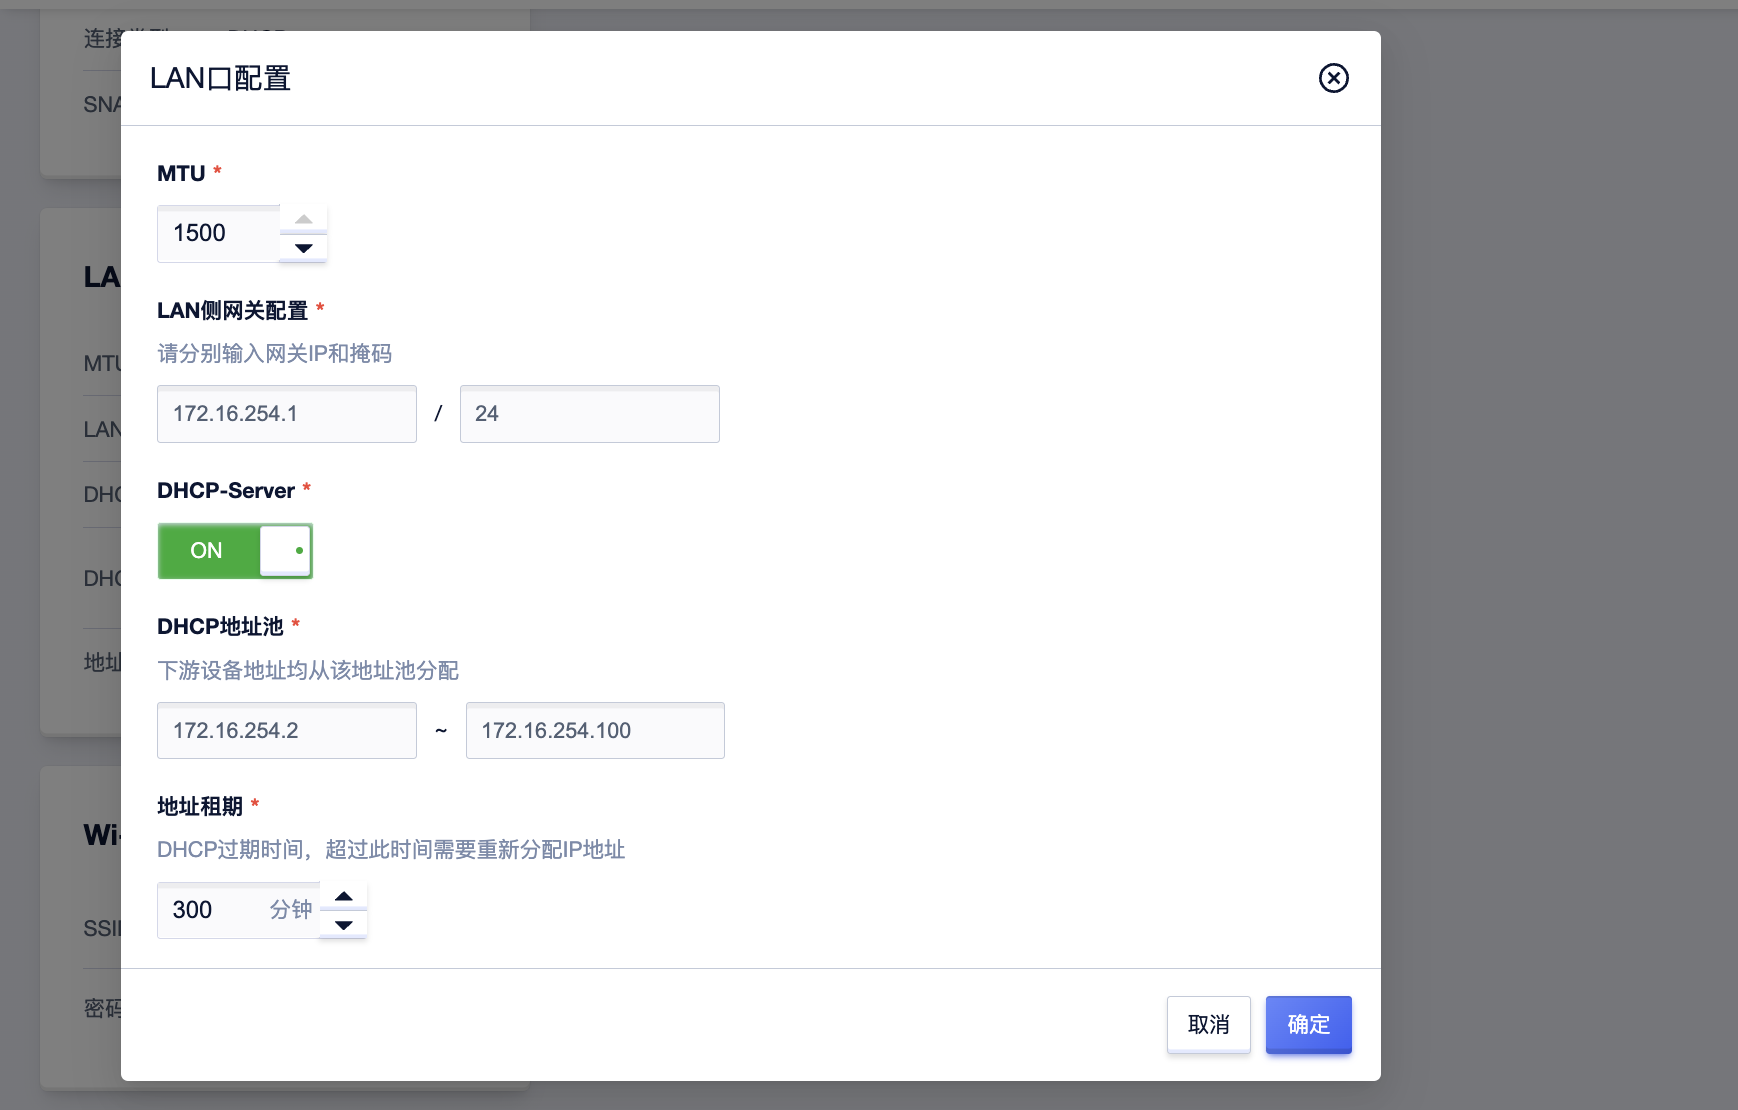 LAN口配置
MTU *
1500
LAN侧网关配置 *
请分别输入网关IP和掩码
172.16.254.1 / 24
DHCP-Server *
ON
DHCP地址池 *
下游设备地址均从该地址池分配
172.16.254.2 ~ 172.16.254.100
地址租期 *
DHCP过期时间，超过此时间需要重新分配IP地址
300 分钟
取消 确定
SNA
LA
MTU
LAN
DHC
DHC
地址
Wi-
SSI
密码